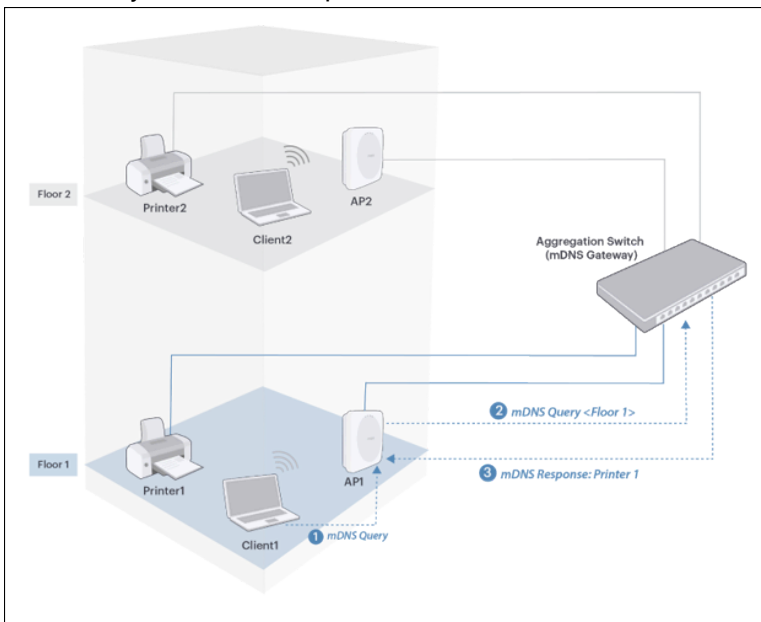 Floor 2
Printer2
Client2
AP2
Aggregation Switch
(mDNS Gateway)
2 mDNS Query <Floor 1>
Floor 1
Printer1
Client1
AP1
3 mDNS Response: Printer 1
1 mDNS Query